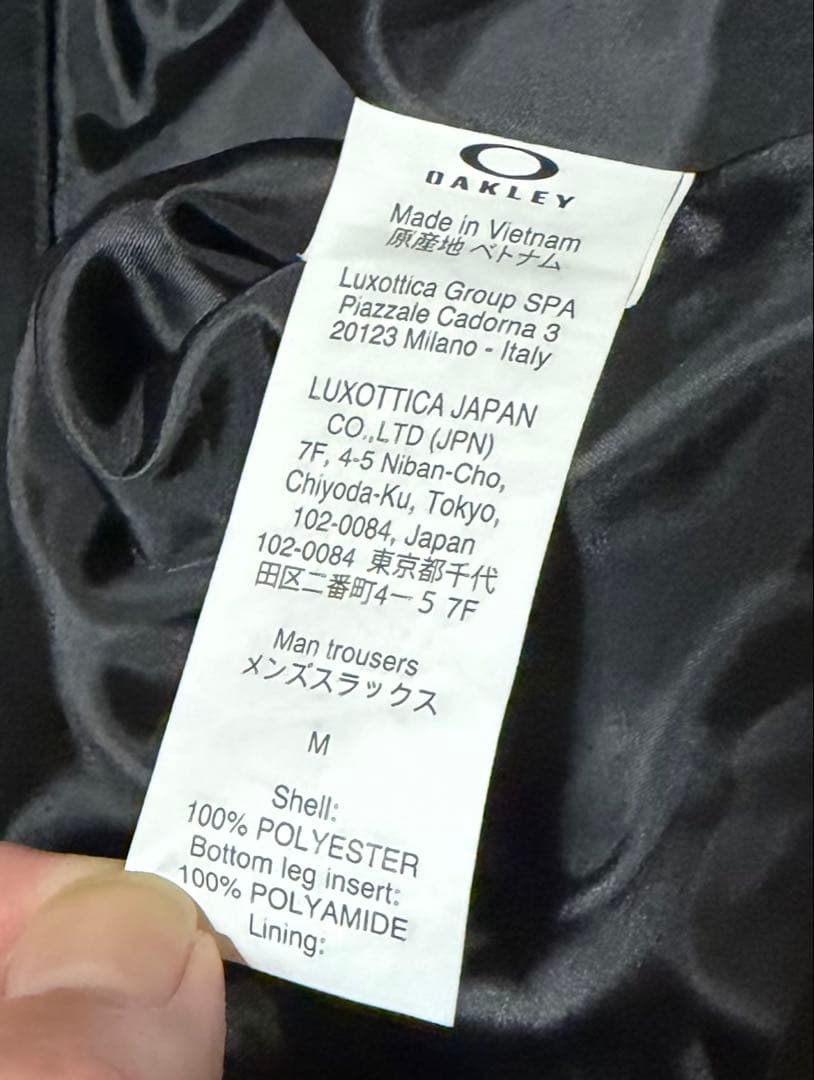 OAKLEY
Made in Vietnam
原産地 ベトナム
Luxottica Group SPA
Piazzale Cadorna 3
20123 Milano - Italy
LUXOTTICA JAPAN
CO.,LTD (JPN)
7F, 4-5 Niban-Cho,
Chiyoda-Ku, Tokyo,
102-0084, Japan
102-0084 東京都千代
田区二番町4ー5 7F
Man trousers
メンズスラックス
M
Shell:
100% POLYESTER
Bottom leg insert:
100% POLYAMIDE
Lining: